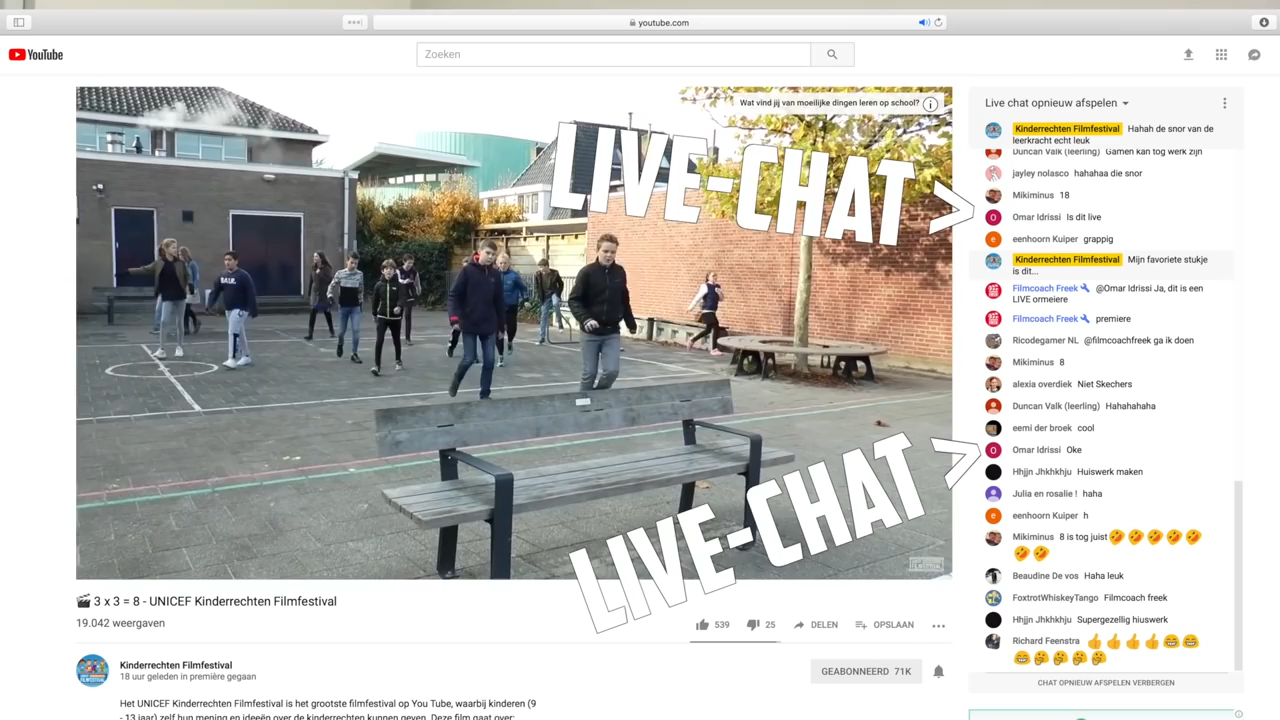 youtube.com
YouTube
Zoeken
Wat vind jij van moeilijke dingen leren op school?
LIVE-CHAT >
LIVE-CHAT >
🎬 3 x 3 = 8 - UNICEF Kinderrechten Filmfestival
19.042 weergaven
539
25
DELEN
OPSLAAN
Kinderrechten Filmfestival
18 uur geleden in première gegaan
GEABONNEERD 71K
Het UNICEF Kinderrechten Filmfestival is het grootste filmfestival op You Tube, waarbij kinderen (9
- 13 jaar) zelf hun mening en ideeën over de kinderrechten kunnen geven. Deze film gaat over:
Live chat opnieuw afspelen
Kinderrechten Filmfestival Hahah de snor van de
leerkracht echt leuk
Duncan Valk (leerling) Gamen kan tog werk zijn
jayley nolasco hahahaa die snor
Mikiminus 18
Omar Idrissi Is dit live
eenhoorn Kuiper grappig
Kinderrechten Filmfestival Mijn favoriete stukje
is dit...
Filmcoach Freek @Omar Idrissi Ja, dit is een
LIVE ormeiere
Filmcoach Freek premiere
Ricodegamer NL @filmcoachfreek ga ik doen
Mikiminus 8
alexia overdiek Niet Skechers
Duncan Valk (leerling) Hahahahaha
eemi der broek cool
Omar Idrissi Oke
Hhjjn Jhkhkhju Huiswerk maken
Julia en rosalie ! haha
eenhoorn Kuiper h
Mikiminus 8 is tog juist🤣🤣🤣🤣🤣
🤣🤣
Beaudine De vos Haha leuk
FoxtrotWhiskeyTango Filmcoach freek
Hhjjn Jhkhkhju Supergezellig hiuswerk
Richard Feenstra 👍👍👍👍😂😂
😂🤔🤔🤔🤔
CHAT OPNIEUW AFSPELEN VERBERGEN